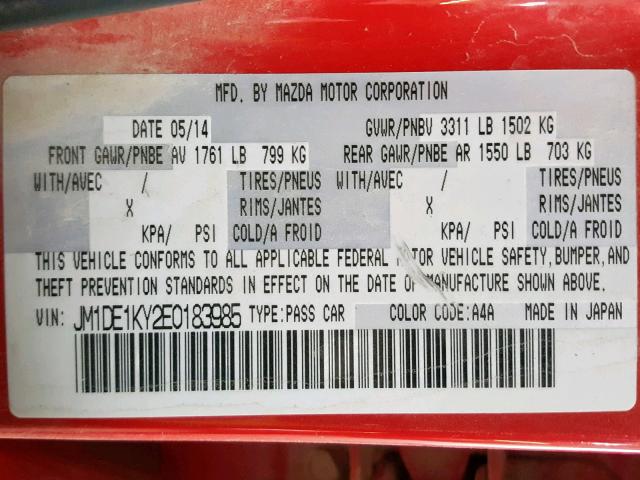 MFD. BY MAZDA MOTOR CORPORATION
DATE 05/14 GVWR/PNBV 3311 LB 1502 KG
FRONT GAWR/PNBE AV 1761 LB 799 KG REAR GAWR/PNBE AR 1550 LB 703 KG
WITH/AVEC / TIRES/PNEUS WITH/AVEC / TIRES/PNEUS
X RIMS/JANTES X RIMS/JANTES
KPA/ PSI COLD/A FROID KPA/ PSI COLD/A FROID
THIS VEHICLE CONFORMS TO ALL APPLICABLE FEDERAL MOTOR VEHICLE SAFETY,BUMPER,AND
THEFT PREVENTION STANDARDS IN EFFECT ON THE DATE OF MANUFACTURE SHOWN ABOVE.
VIN: JM1DE1KY2E0183985 TYPE:PASS CAR COLOR CODE:A4A MADE IN JAPAN